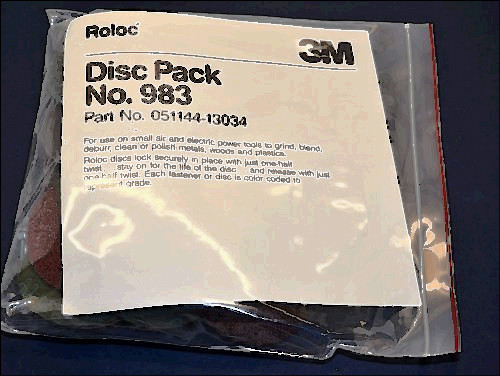 Roloc
3M
Disc Pack
No. 983
Part No. 051144-13034
For use on small air and electric power tools to grind, blend,
deburr, clean or polish metals, woods and plastics.
Roloc discs lock securely in place with just one-half
twist ... stay on for the life of the disc ... and release with just
one-half twist. Each fastener or disc is color coded to
represent grade.